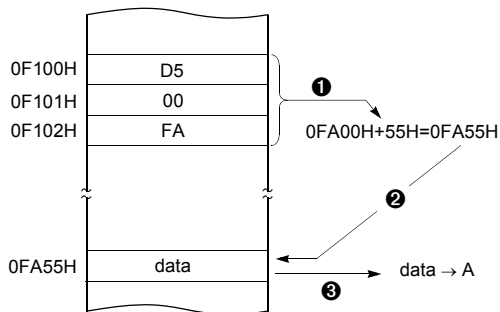 0F100H D5
0F101H 00
0F102H FA
❶
0FA00H+55H=0FA55H
❷
0FA55H data
❸ data → A